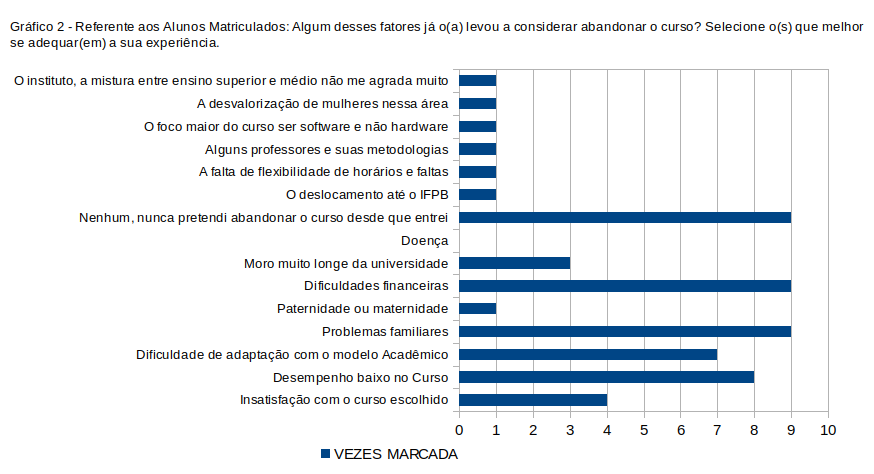 Gráfico 2 - Referente aos Alunos Matriculados: Algum desses fatores já o(a) levou a considerar abandonar o curso? Selecione o(s) que melhor
se adequar(em) a sua experiência.
O instituto, a mistura entre ensino superior e médio não me agrada muito
A desvalorização de mulheres nessa área
O foco maior do curso ser software e não hardware
Alguns professores e suas metodologias
A falta de flexibilidade de horários e faltas
O deslocamento até o IFPB
Nenhum, nunca pretendi abandonar o curso desde que entrei
Doença
Moro muito longe da universidade
Dificuldades financeiras
Paternidade ou maternidade
Problemas familiares
Dificuldade de adaptação com o modelo Acadêmico
Desempenho baixo no Curso
Insatisfação com o curso escolhido
0 1 2 3 4 5 6 7 8 9 10
VEZES MARCADA